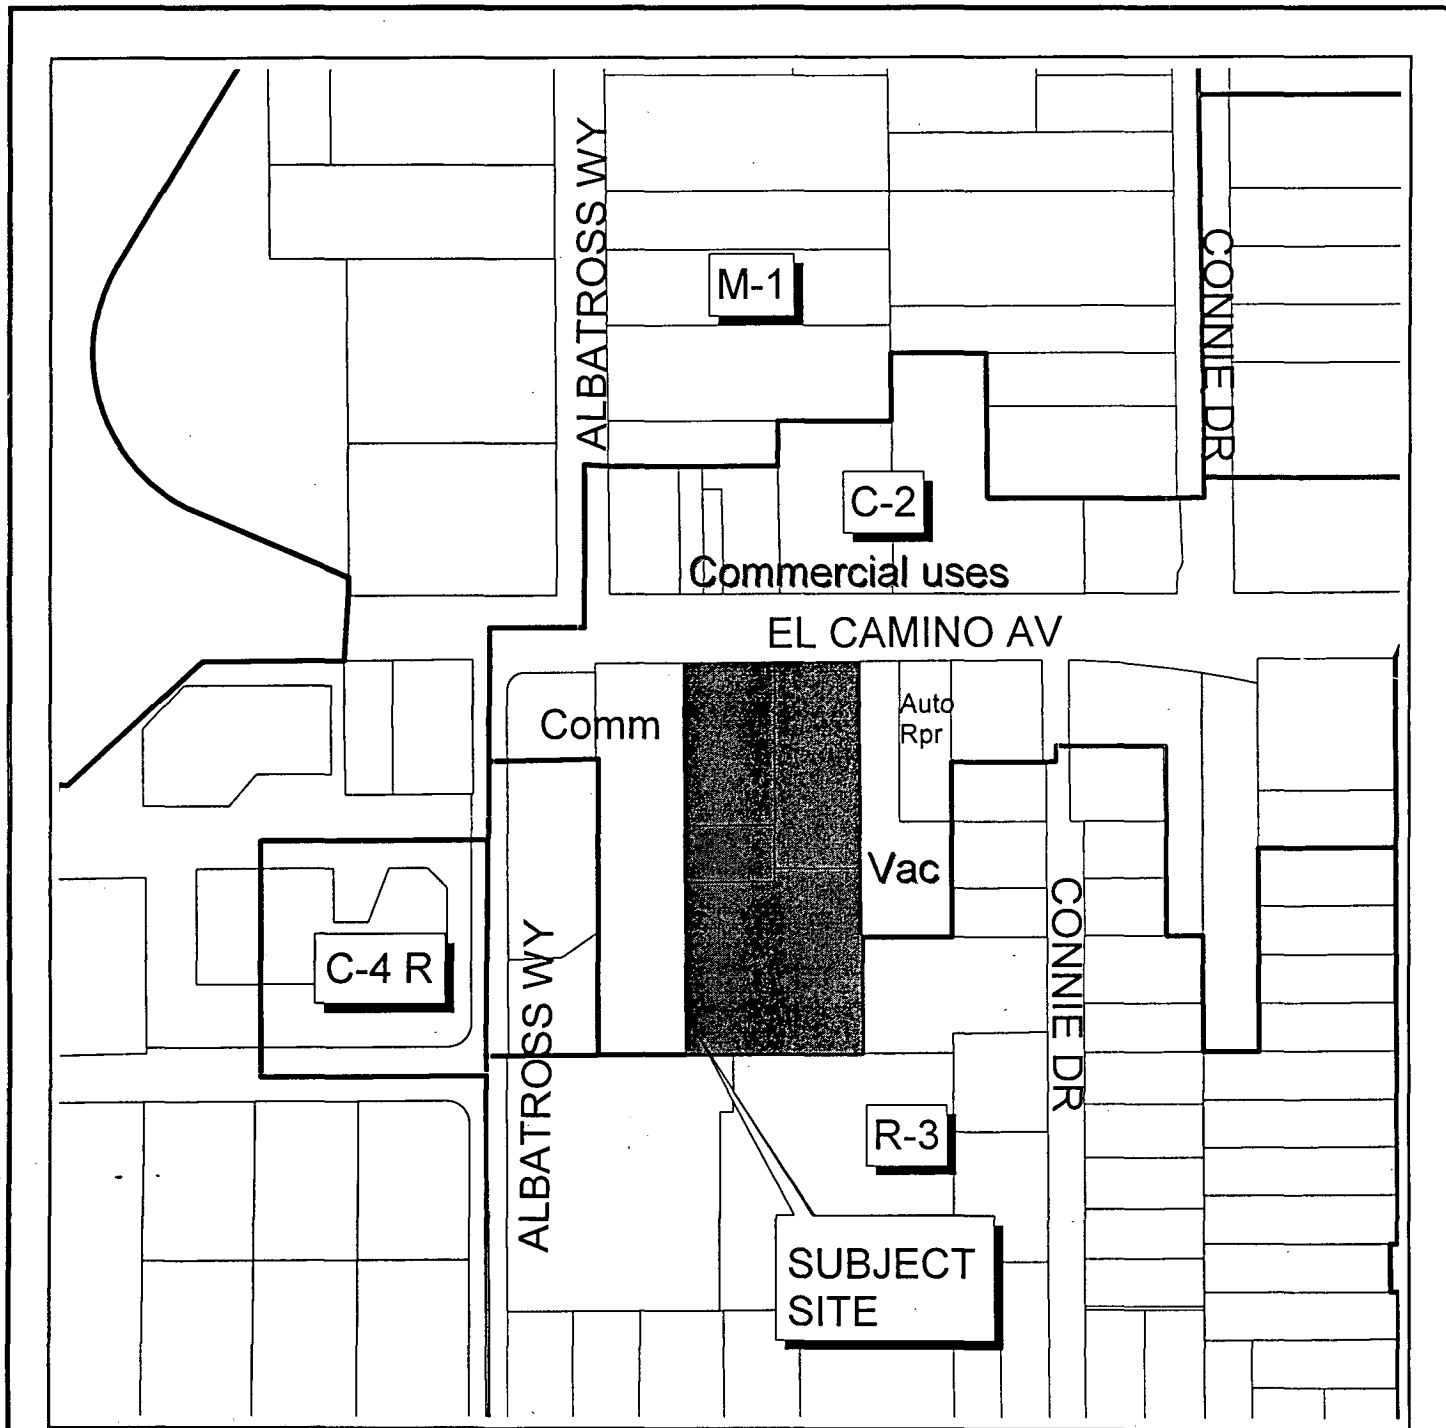 ALBATROSS WY
CONNIE DR
M-1
C-2
Commercial uses
EL CAMINO AV
Comm
Auto
Rpr
Vac
C-4 R
ALBATROSS WY
CONNIE DR
R-3
SUBJECT
SITE